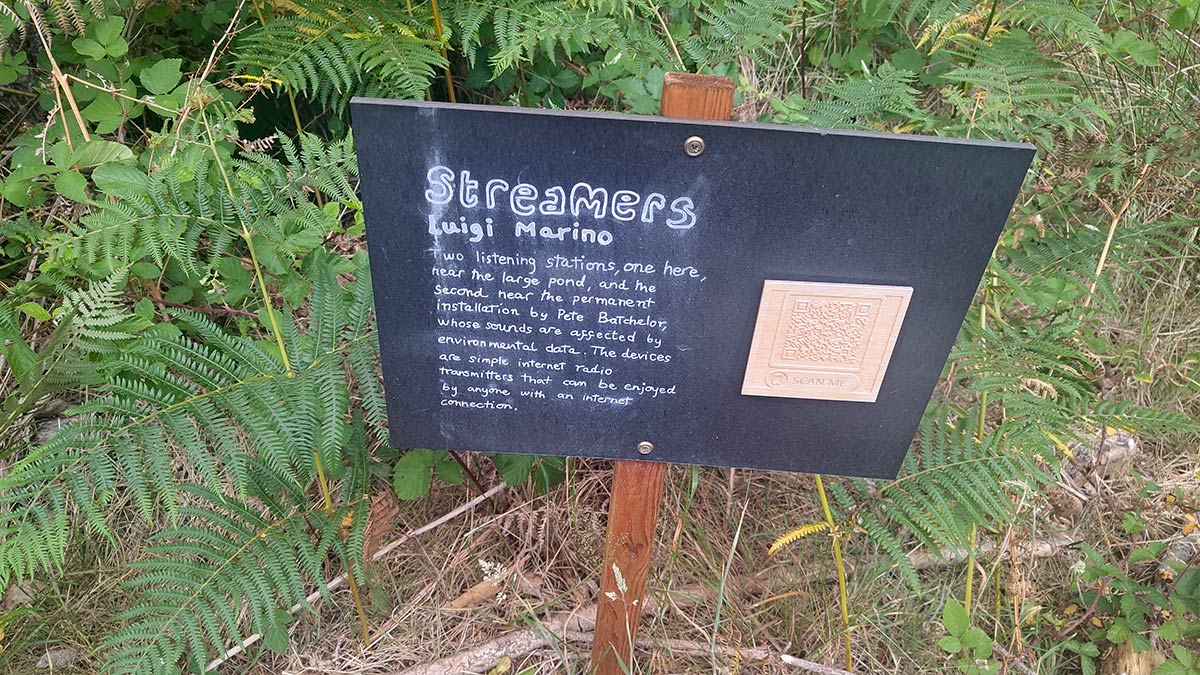 Streamers
Luigi Marino
Two listening stations, one here,
near the large pond, and the
second near the permanent
installation by Pete Batchelor,
whose sounds are affected by
environmental data. The devices
are simple internet radio
transmitters that can be enjoyed
by anyone with an internet
connection.
SCAN ME